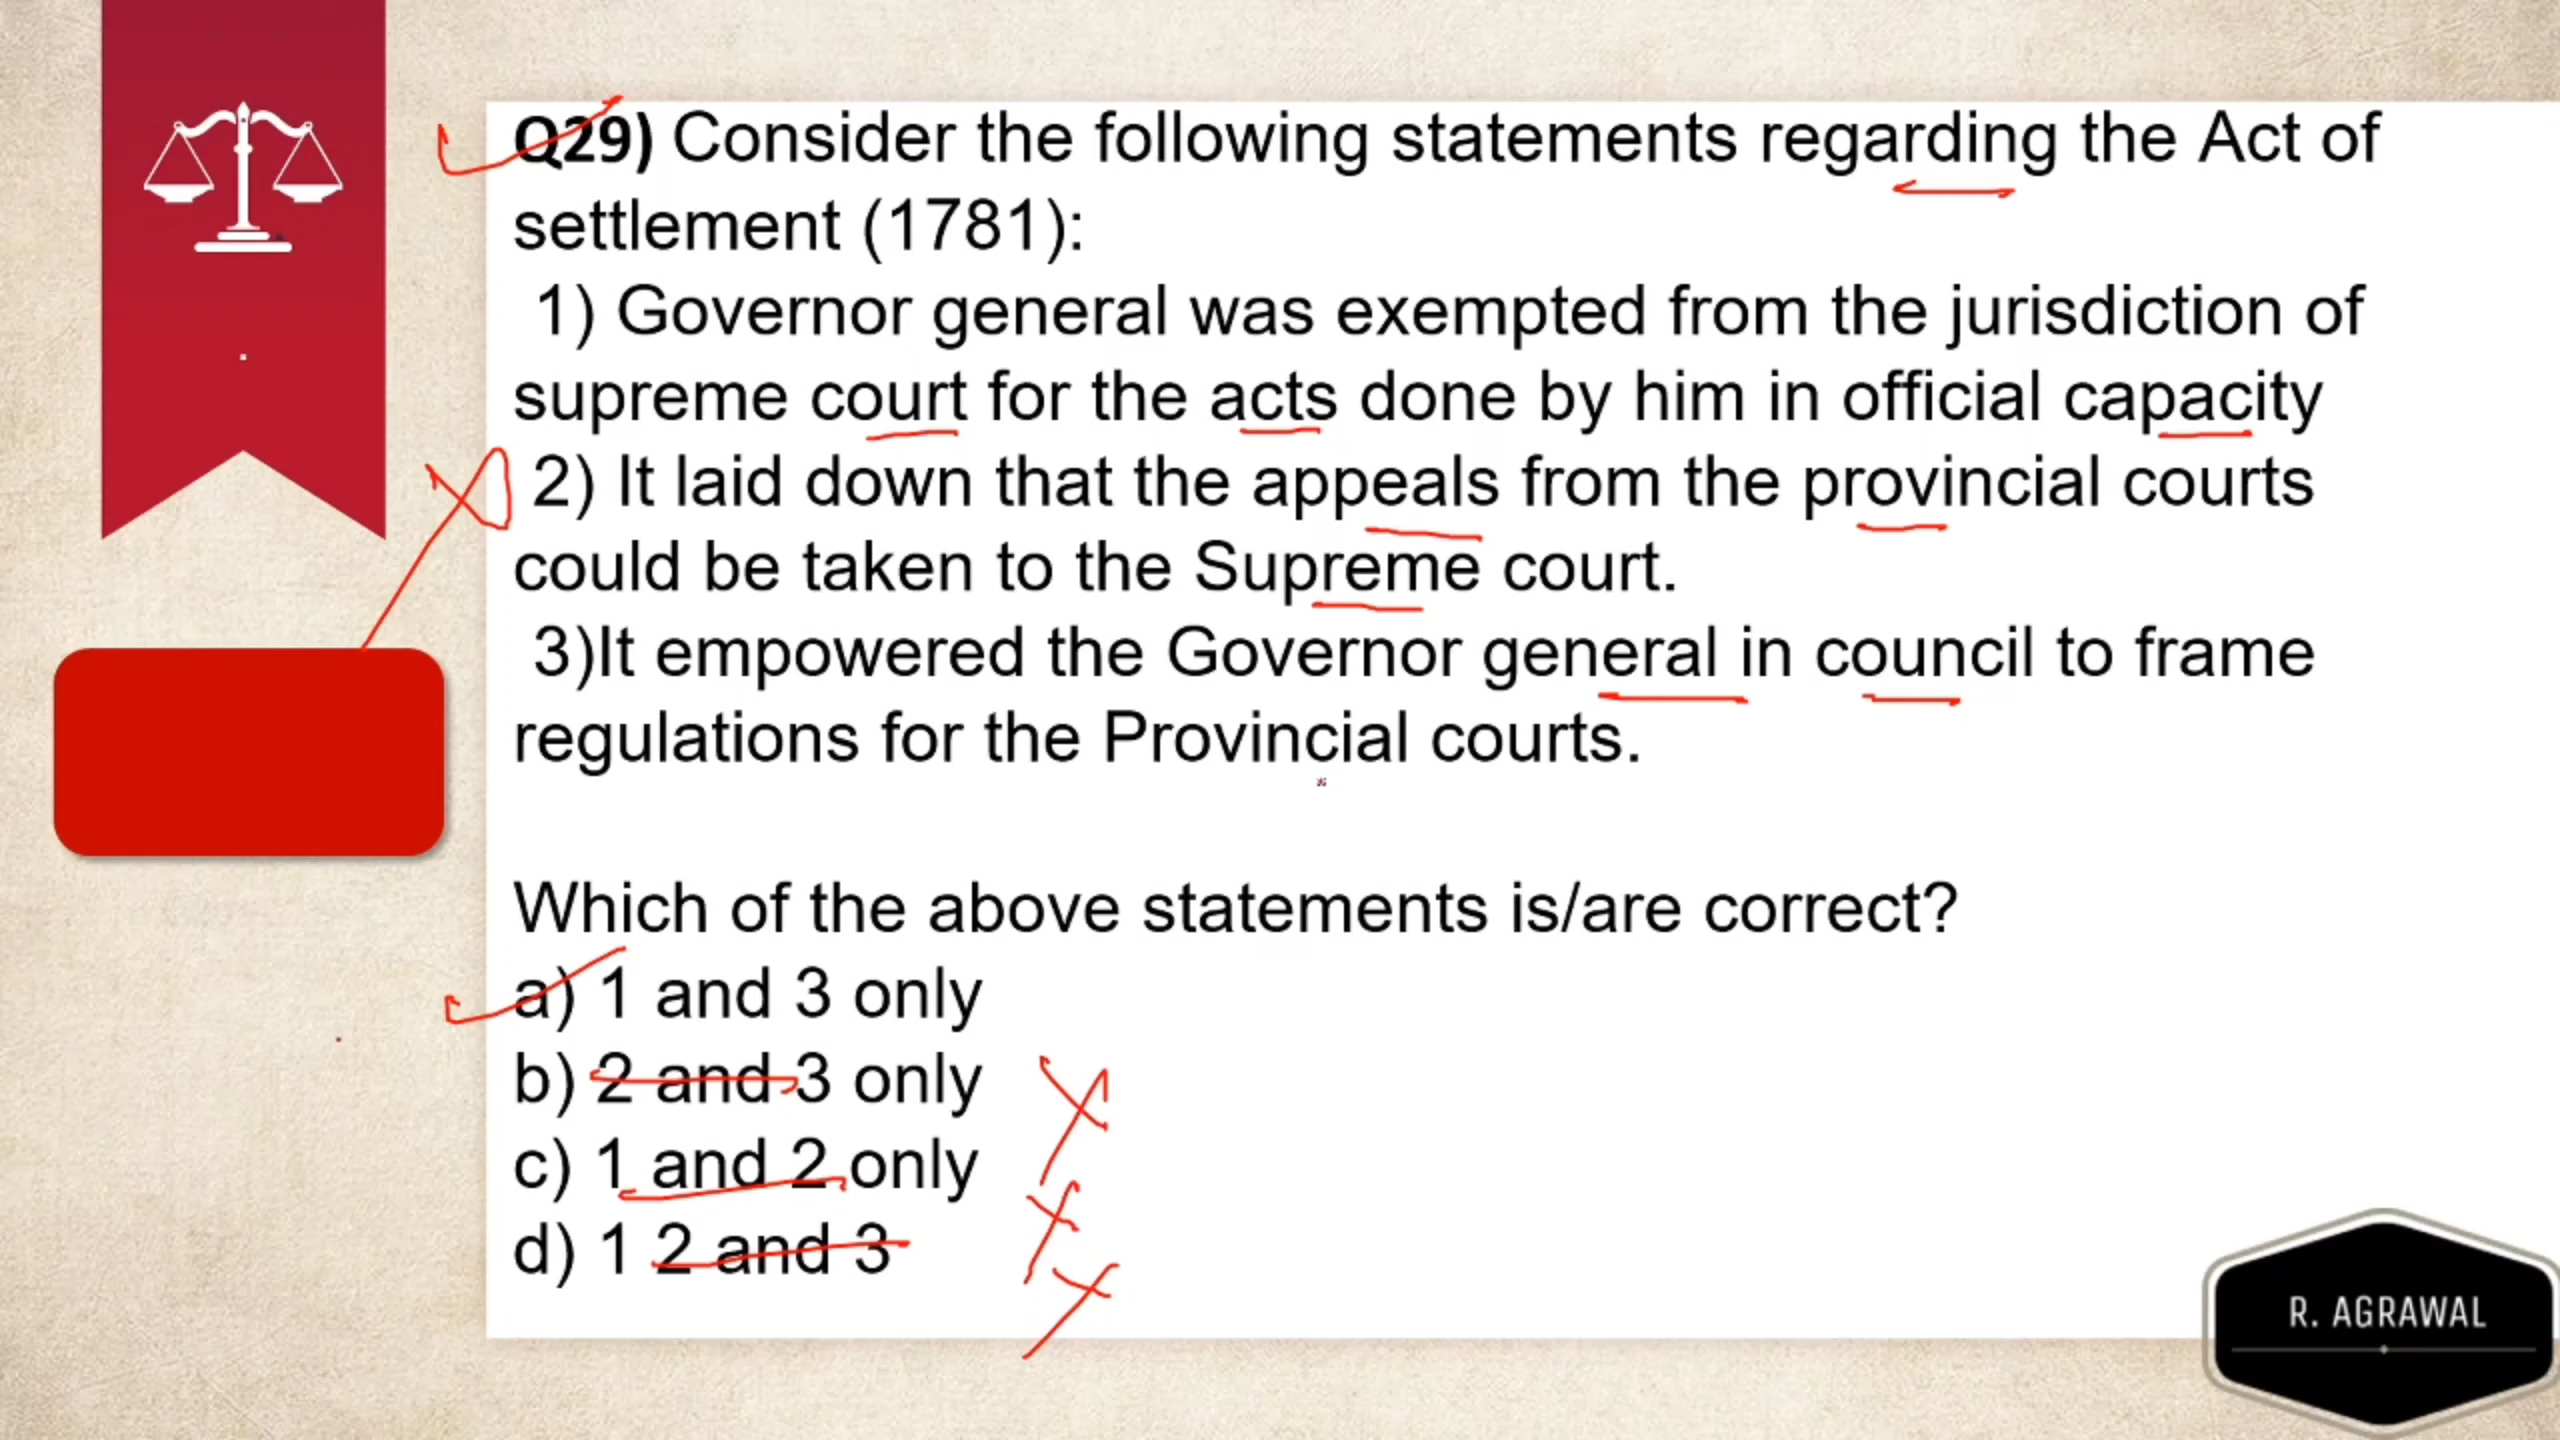 Q29) Consider the following statements regarding the Act of
settlement (1781):
1) Governor general was exempted from the jurisdiction of
supreme court for the acts done by him in official capacity
2) It laid down that the appeals from the provincial courts
could be taken to the Supreme court.
3)It empowered the Governor general in council to frame
regulations for the Provincial courts.
Which of the above statements is/are correct?
a) 1 and 3 only
b) 2 and 3 only
c) 1 and 2 only
d) 1 2 and 3
R. AGRAWAL